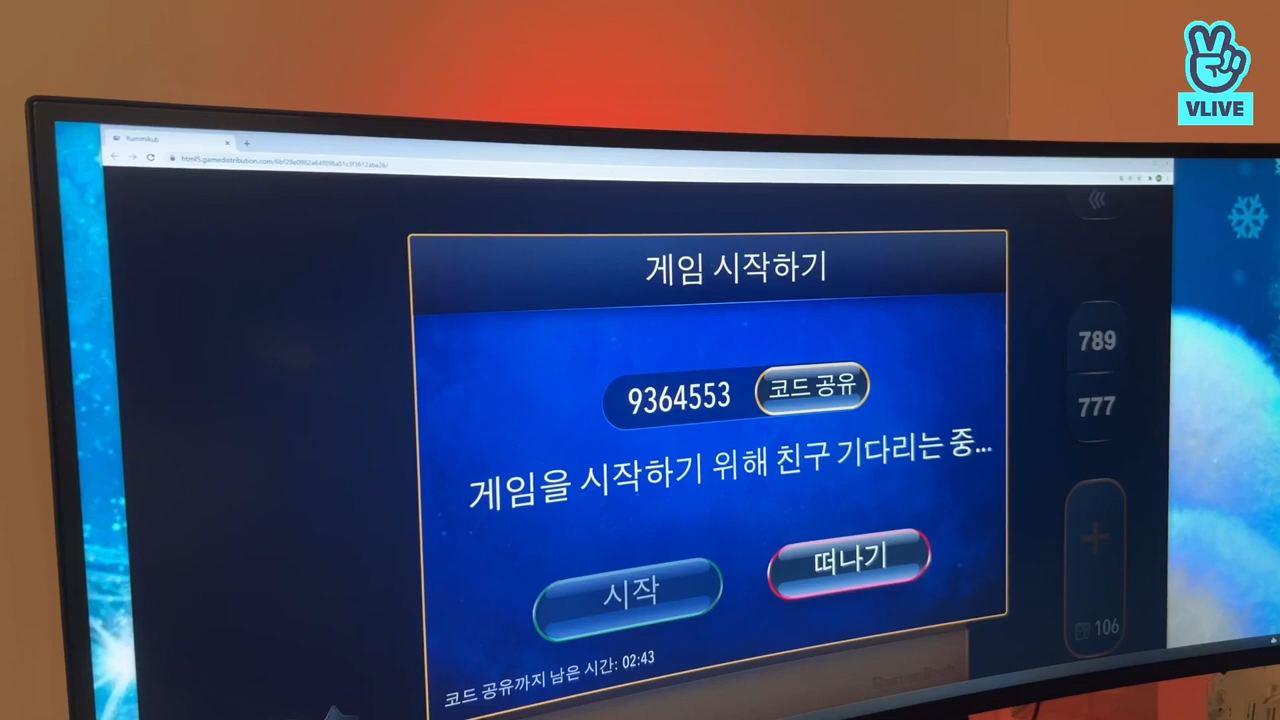 VLIVE
Rummikub
게임 시작하기
9364553 코드 공유
게임을 시작하기 위해 친구 기다리는 중...
시작
떠나기
코드 공유까지 남은 시간: 02:43
789
777
+
106